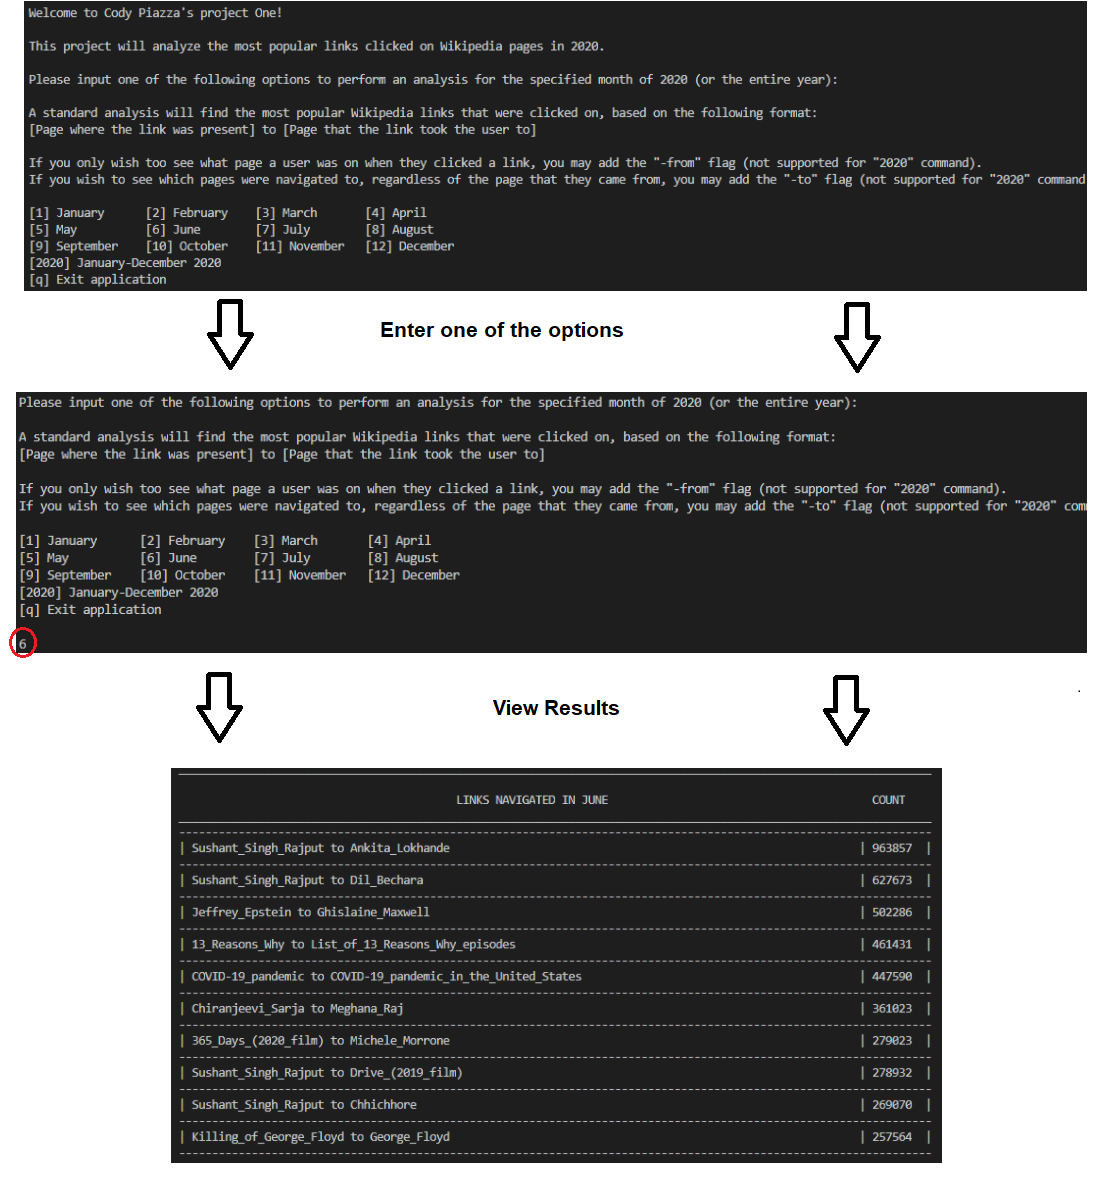 Welcome to Cody Piazza's project One!
This project will analyze the most popular links clicked on Wikipedia pages in 2020.
Please input one of the following options to perform an analysis for the specified month of 2020 (or the entire year):
A standard analysis will find the most popular Wikipedia links that were clicked on, based on the following format:
[Page where the link was present] to [Page that the link took the user to]
If you only wish too see what page a user was on when they clicked a link, you may add the "-from" flag (not supported for "2020" command).
If you wish to see which pages were navigated to, regardless of the page that they came from, you may add the "-to" flag (not supported for "2020" command
[1] January [2] February [3] March [4] April
[5] May [6] June [7] July [8] August
[9] September [10] October [11] November [12] December
[2020] January-December 2020
[q] Exit application
Enter one of the options
Please input one of the following options to perform an analysis for the specified month of 2020 (or the entire year):
A standard analysis will find the most popular Wikipedia links that were clicked on, based on the following format:
[Page where the link was present] to [Page that the link took the user to]
If you only wish too see what page a user was on when they clicked a link, you may add the "-from" flag (not supported for "2020" command).
If you wish to see which pages were navigated to, regardless of the page that they came from, you may add the "-to" flag (not supported for "2020" com
[1] January [2] February [3] March [4] April
[5] May [6] June [7] July [8] August
[9] September [10] October [11] November [12] December
[2020] January-December 2020
[q] Exit application
6
View Results
.
LINKS NAVIGATED IN JUNE COUNT
| Sushant_Singh_Rajput to Ankita_Lokhande | 963857 |
| Sushant_Singh_Rajput to Dil_Bechara | 627673 |
| Jeffrey_Epstein to Ghislaine_Maxwell | 502286 |
| 13_Reasons_Why to List_of_13_Reasons_Why_episodes | 461431 |
| COVID-19_pandemic to COVID-19_pandemic_in_the_United_States | 447590 |
| Chiranjeevi_Sarja to Meghana_Raj | 361023 |
| 365_Days_(2020_film) to Michele_Morrone | 279023 |
| Sushant_Singh_Rajput to Drive_(2019_film) | 278932 |
| Sushant_Singh_Rajput to Chhichhore | 269070 |
| Killing_of_George_Floyd to George_Floyd | 257564 |